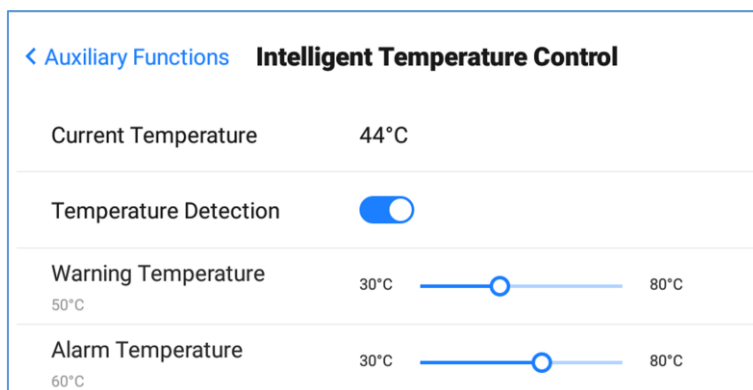 Auxiliary Functions Intelligent Temperature Control
Current Temperature 44°C
Temperature Detection
Warning Temperature
30°C 80°C
50°C
Alarm Temperature
30°C 80°C
60°C